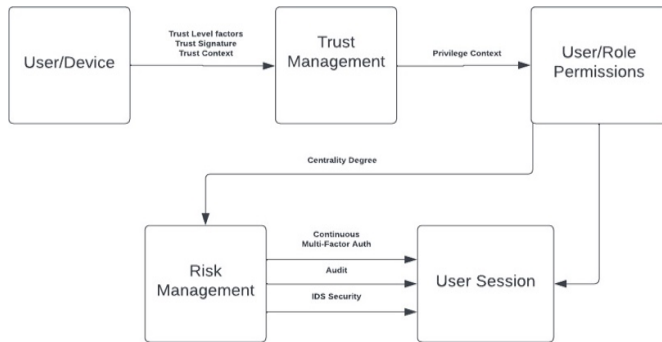 User/Device
Trust Level factors
Trust Signature
Trust Context
Trust
Management
Privilege Context
User/Role
Permissions
Centrality Degree
Risk
Management
Continuous
Multi-Factor Auth
Audit
IDS Security
User Session